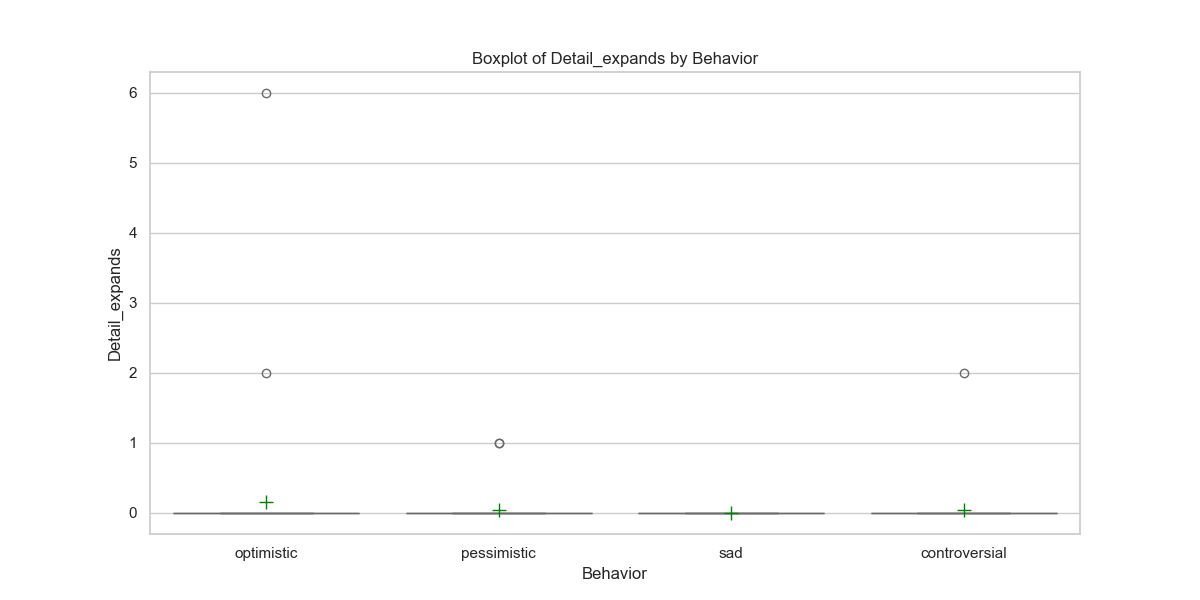 Boxplot of Detail_expands by Behavior
6
5
4
3
2
1
0
Detail_expands
optimistic pessimistic sad controversial
Behavior